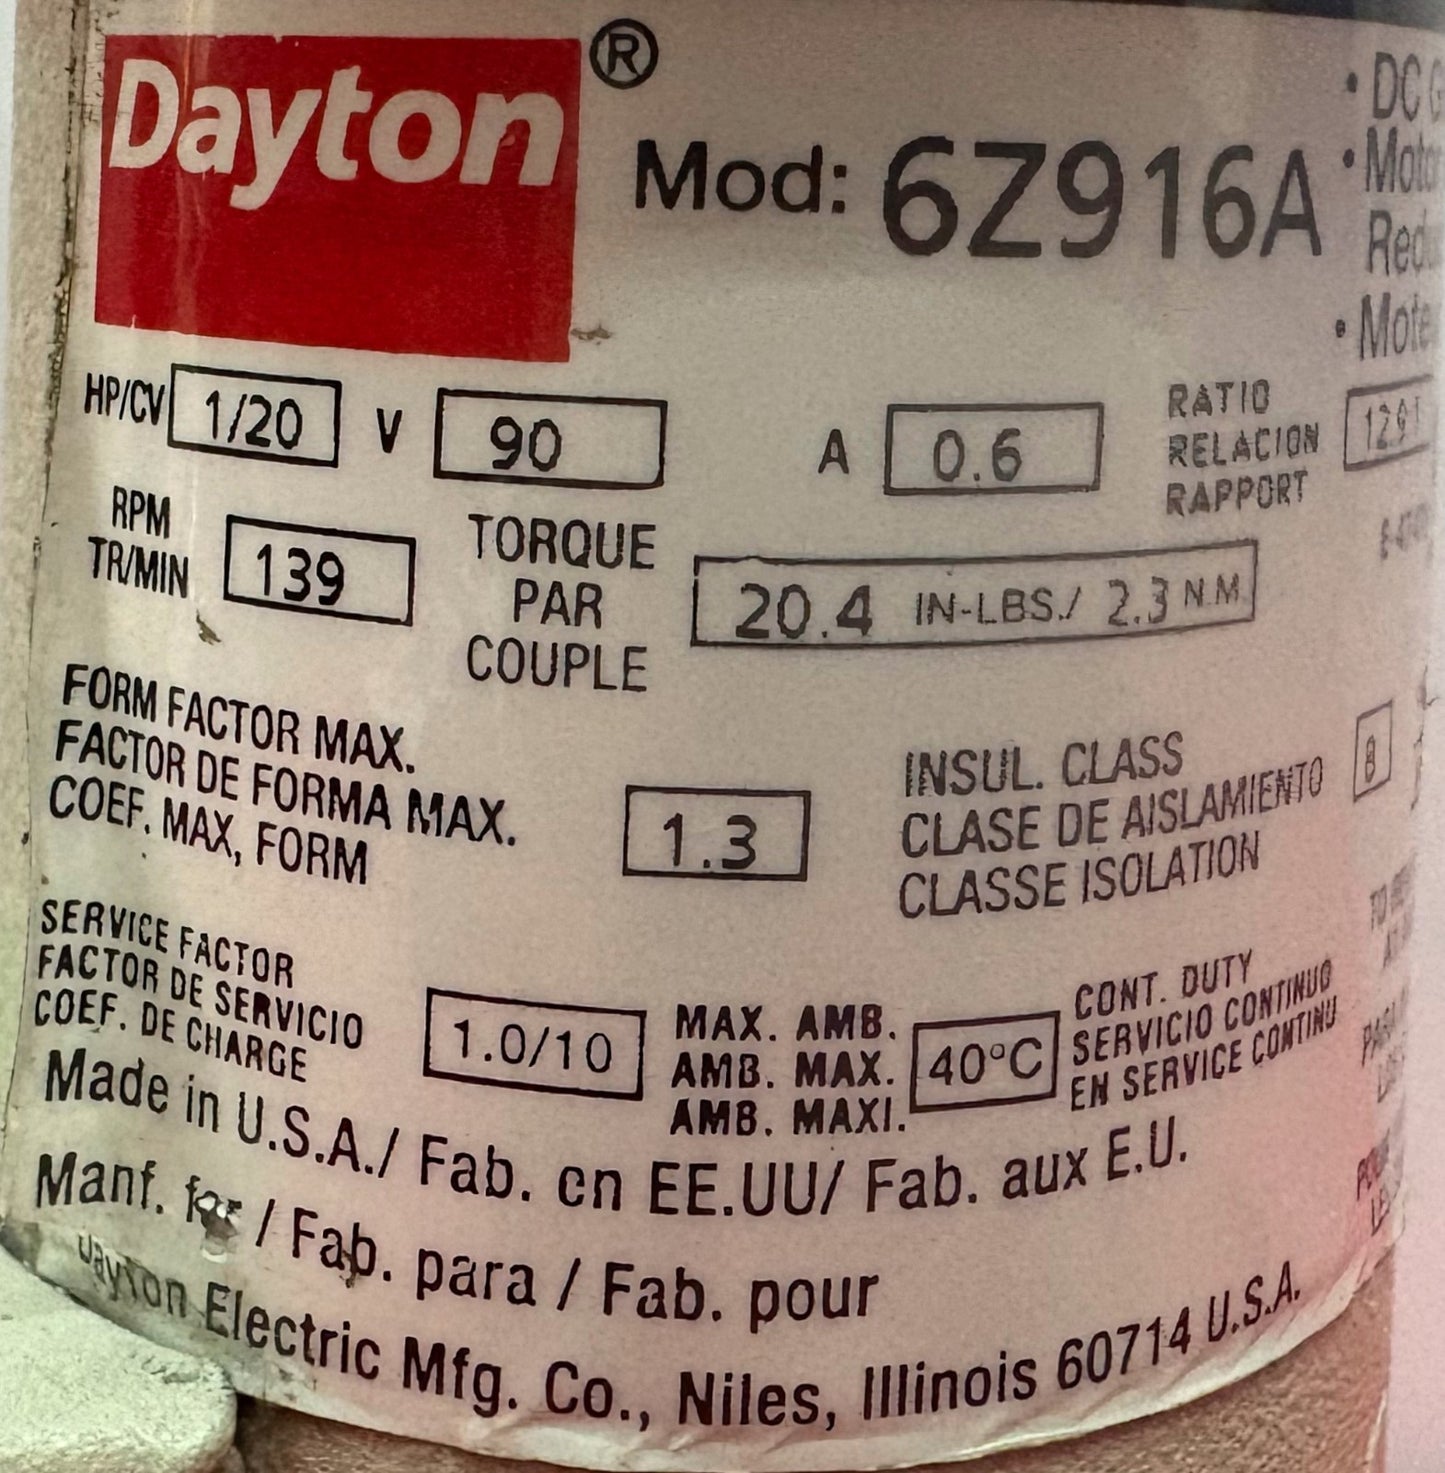 Dayton®
Mod: 6Z916A
HP/CV 1/20 V 90 A 0.6
RATIO
RELACION
RAPPORT
RPM
TR/MIN
139
TORQUE
PAR
COUPLE
20.4 IN-LBS./ 2.3 N.M.
FORM FACTOR MAX.
FACTOR DE FORMA MAX.
COEF. MAX, FORM
1.3
INSUL. CLASS
CLASE DE AISLAMIENTO
CLASSE ISOLATION
SERVICE FACTOR
FACTOR DE SERVICIO
COEF. DE CHARGE
1.0/10
MAX. AMB.
AMB. MAX.
AMB. MAXI.
40°C
CONT. DUTY
SERVICIO CONTINUO
EN SERVICE CONTINU
Made in U.S.A./ Fab. en EE.UU/ Fab. aux E.U.
Manf. for / Fab. para / Fab. pour
Dayton Electric Mfg. Co., Niles, Illinois 60714 U.S.A.
• DC